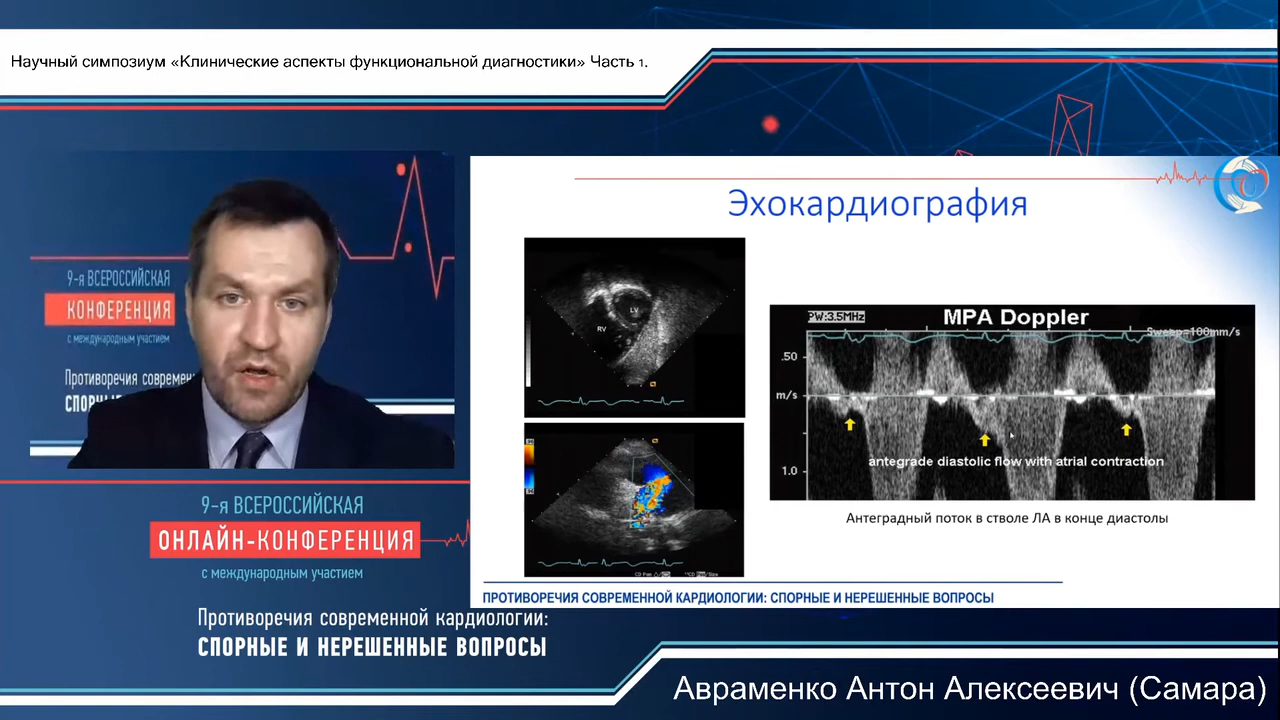 Научный симпозиум «Клинические аспекты функциональной диагностики» Часть 1.
9-я ВСЕРОССИЙСКАЯ
КОНФЕРЕНЦИЯ
с международным участием
Противоречия современ
СПОРНЫЕ
Эхокардиография
LV
RV
PW:3.5MHz
MPA Doppler
Sweep=100mm/s
.50
m/s
1.0
antegrade diastolic flow with atrial contraction
Антеградный поток в стволе ЛА в конце диастолы
ПРОТИВОРЕЧИЯ СОВРЕМЕННОЙ КАРДИОЛОГИИ: СПОРНЫЕ И НЕРЕШЕННЫЕ ВОПРОСЫ
9-я ВСЕРОССИЙСКАЯ
ОНЛАЙН-КОНФЕРЕНЦИЯ
с международным участием
Противоречия современной кардиологии:
СПОРНЫЕ И НЕРЕШЕННЫЕ ВОПРОСЫ
Авраменко Антон Алексеевич (Самара)